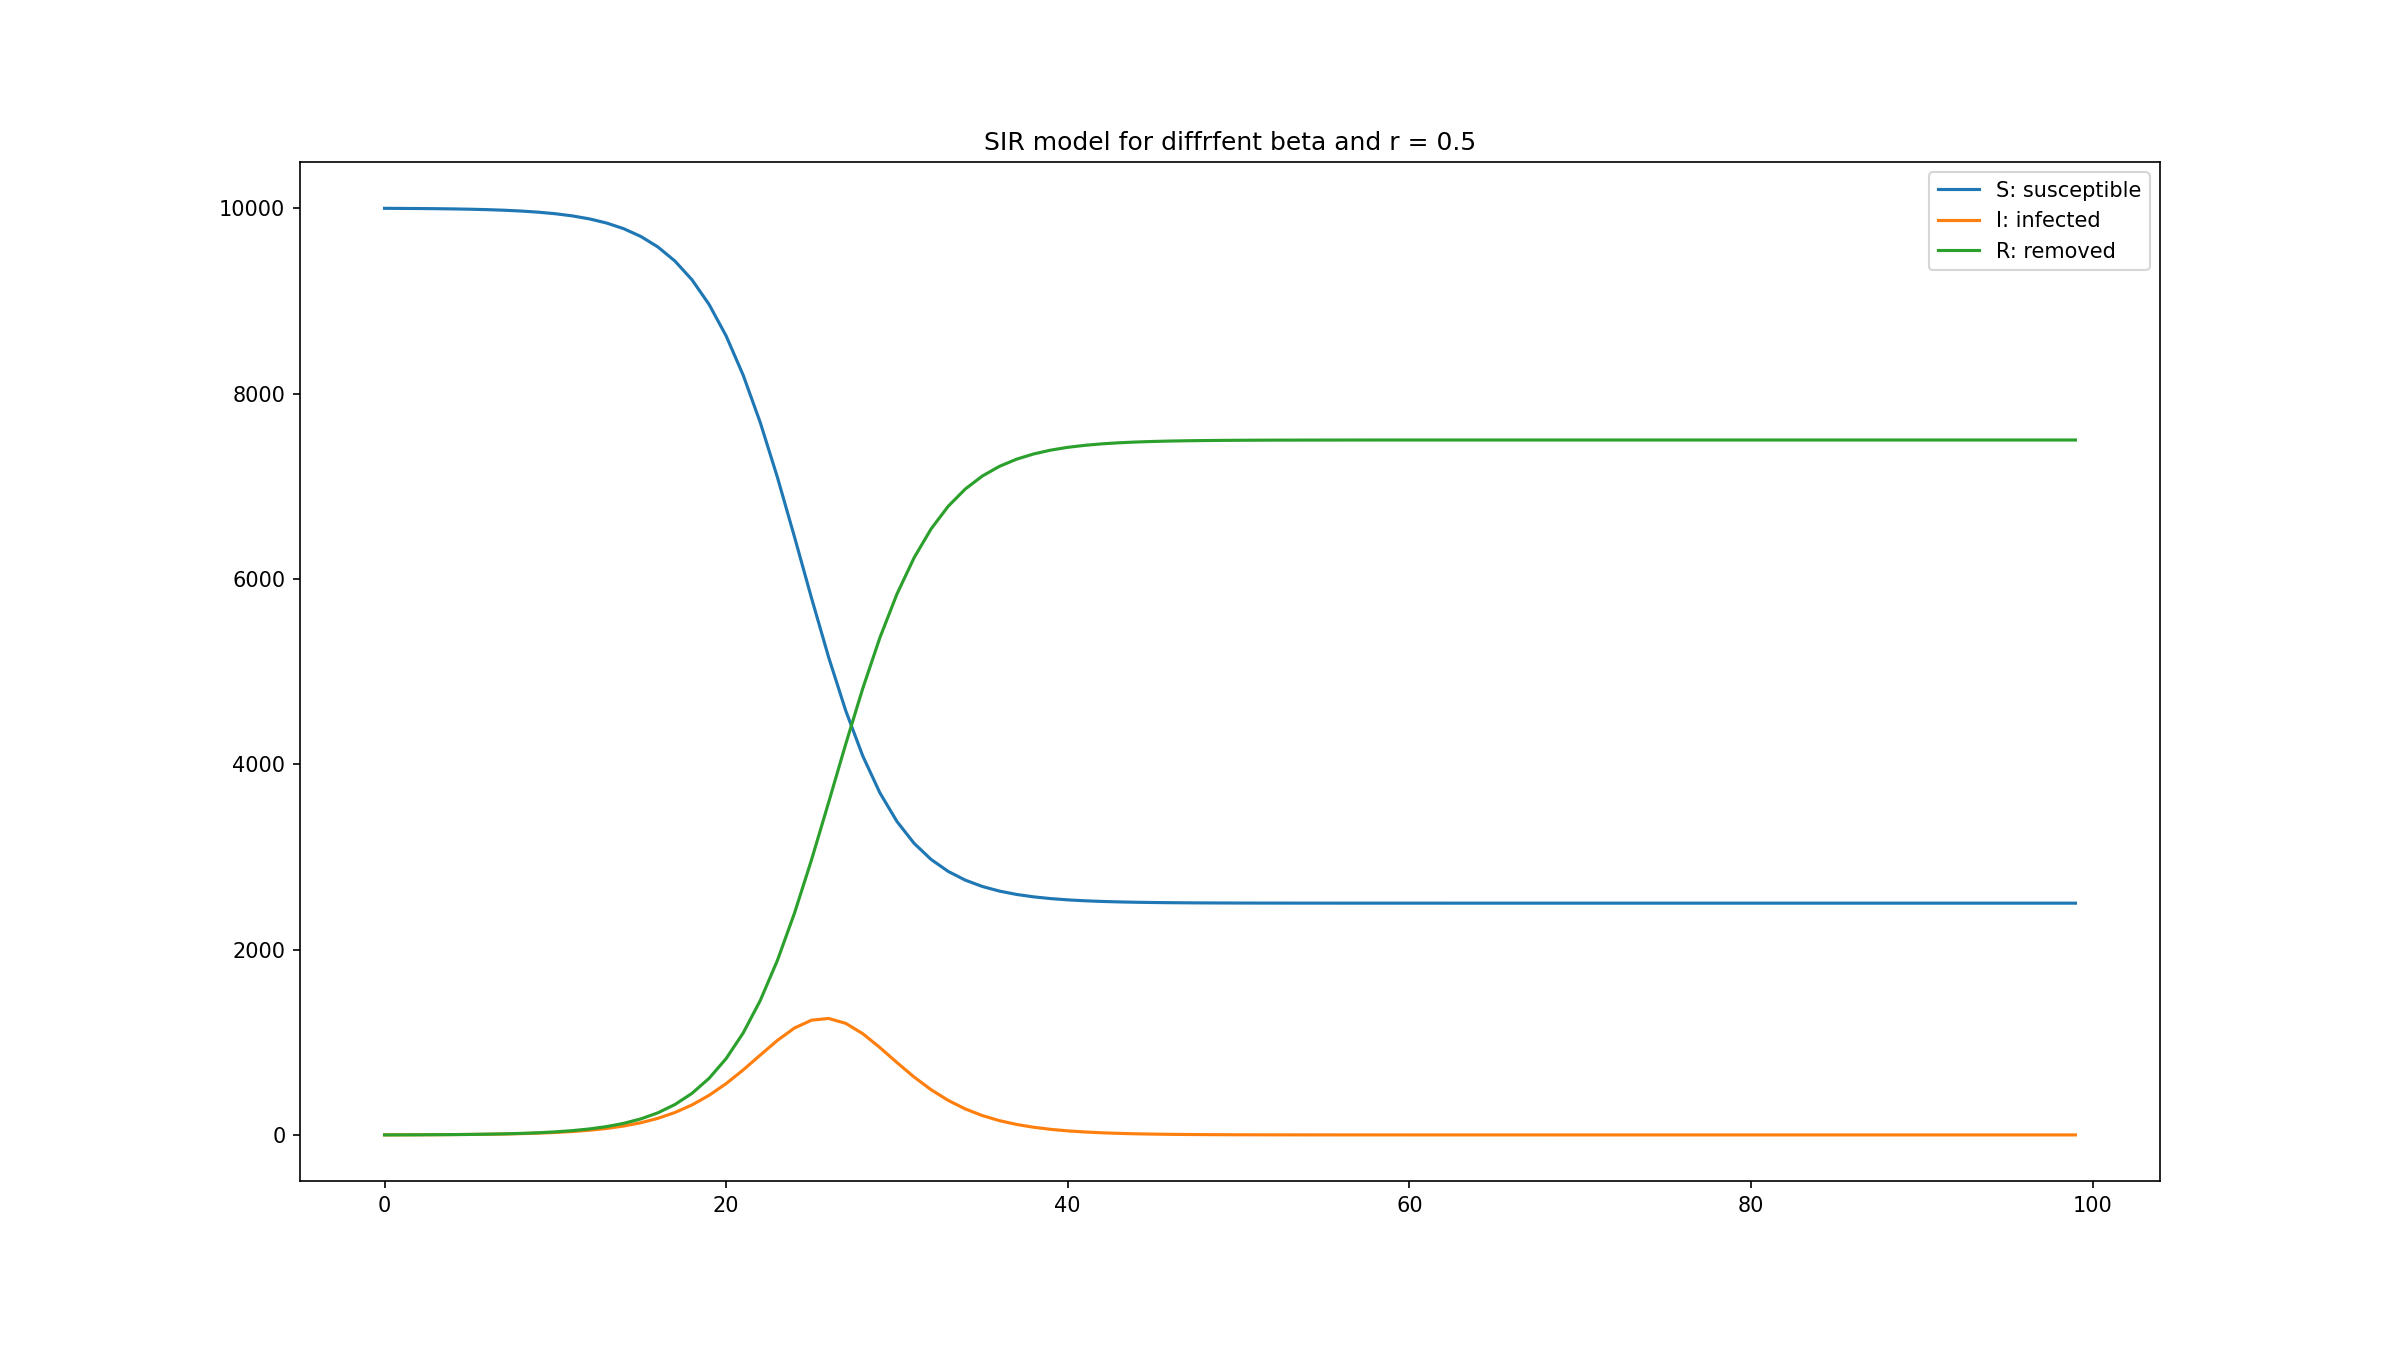 SIR model for diffrfent beta and r = 0.5
S: susceptible
I: infected
R: removed
10000
8000
6000
4000
2000
0
0 20 40 60 80 100